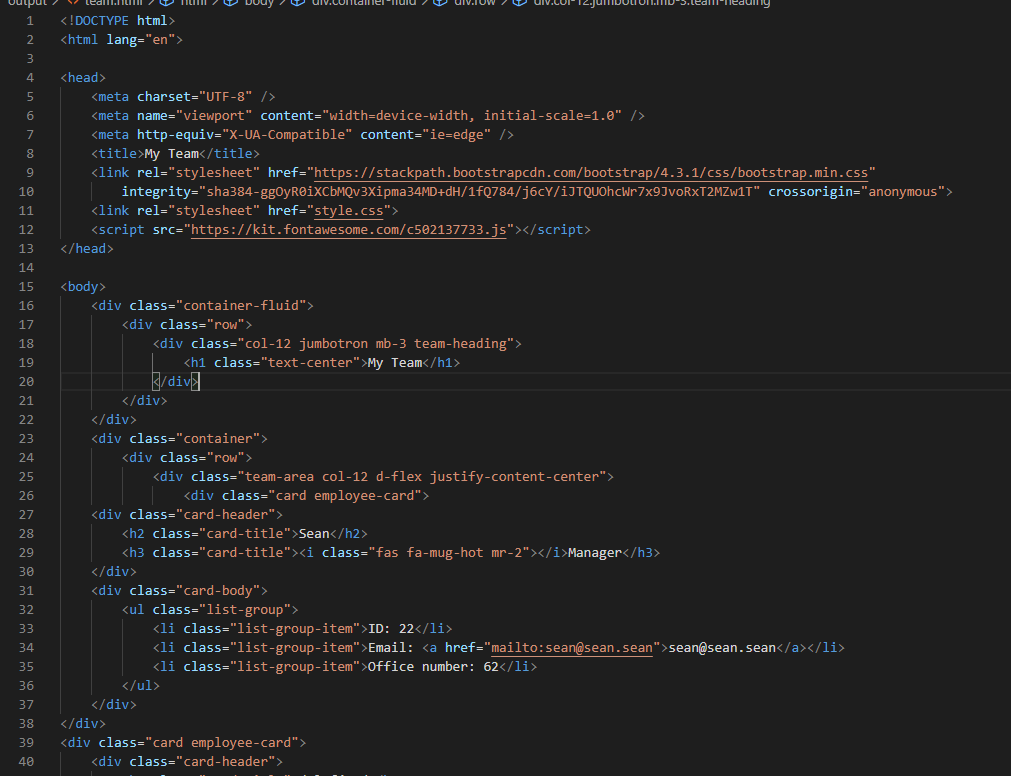 output > team.html > html > body > div.container-fluid > div.row > div.col-12.jumbotron.mb-3.team-heading
1 <!DOCTYPE html>
2 <html lang="en">
3
4 <head>
5     <meta charset="UTF-8" />
6     <meta name="viewport" content="width=device-width, initial-scale=1.0" />
7     <meta http-equiv="X-UA-Compatible" content="ie=edge" />
8     <title>My Team</title>
9     <link rel="stylesheet" href="https://stackpath.bootstrapcdn.com/bootstrap/4.3.1/css/bootstrap.min.css"
10         integrity="sha384-ggOyR0iXCbMQv3Xipma34MD+dH/1fQ784/j6cY/iJTQUOhcWr7x9JvoRxT2MZw1T" crossorigin="anonymous">
11     <link rel="stylesheet" href="style.css">
12     <script src="https://kit.fontawesome.com/c502137733.js"></script>
13 </head>
14
15 <body>
16     <div class="container-fluid">
17         <div class="row">
18             <div class="col-12 jumbotron mb-3 team-heading">
19                 <h1 class="text-center">My Team</h1>
20             </div>
21         </div>
22     </div>
23     <div class="container">
24         <div class="row">
25             <div class="team-area col-12 d-flex justify-content-center">
26                 <div class="card employee-card">
27     <div class="card-header">
28         <h2 class="card-title">Sean</h2>
29         <h3 class="card-title"><i class="fas fa-mug-hot mr-2"></i>Manager</h3>
30     </div>
31     <div class="card-body">
32         <ul class="list-group">
33             <li class="list-group-item">ID: 22</li>
34             <li class="list-group-item">Email: <a href="mailto:sean@sean.sean">sean@sean.sean</a></li>
35             <li class="list-group-item">Office number: 62</li>
36         </ul>
37     </div>
38 </div>
39 <div class="card employee-card">
40     <div class="card-header">